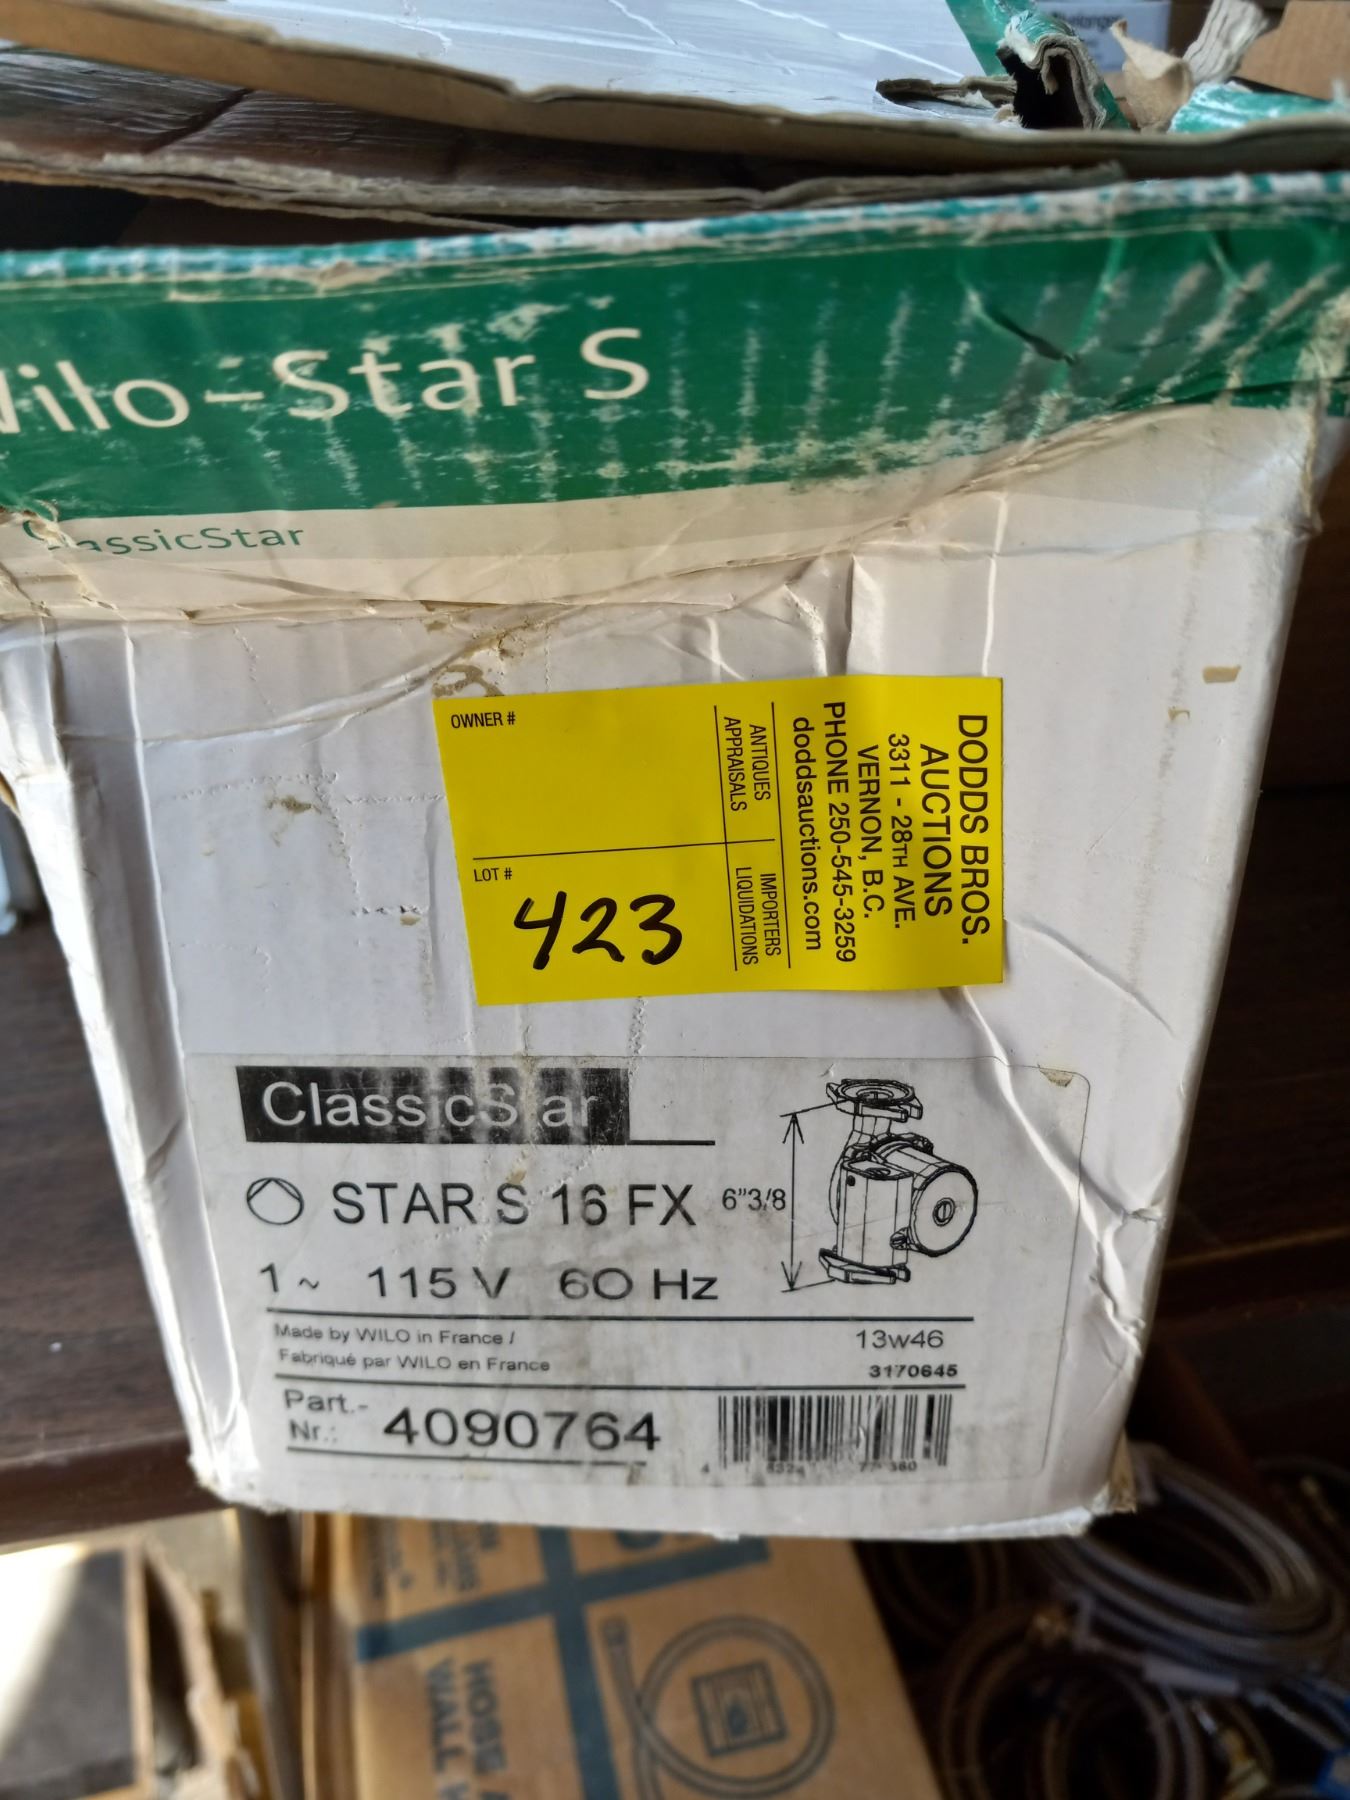 Wilo-Star S
ClassicStar
OWNER #
LOT #
423
ANTIQUES
APPRAISALS
IMPORTERS
LIQUIDATIONS
DODDS BROS.
AUCTIONS
3311 - 28TH AVE.
VERNON, B.C.
PHONE 250-545-3259
doddsauctions.com
ClassicStar
STAR S 16 FX
6"3/8
1 ~ 115 V 60 Hz
Made by WILO in France /
Fabriqué par WILO en France
13w46
3170645
Part.-
Nr.:
4090764
HOSE
WALL